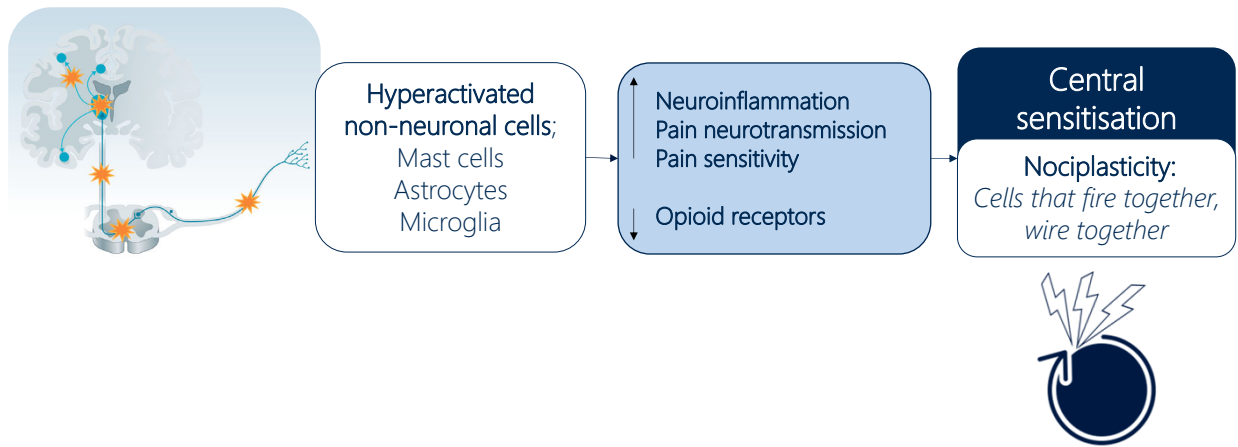 Hyperactivated
non-neuronal cells;
Mast cells
Astrocytes
Microglia
Neuroinflammation
Pain neurotransmission
Pain sensitivity
Opioid receptors
Central
sensitisation
Nociplasticity:
Cells that fire together,
wire together